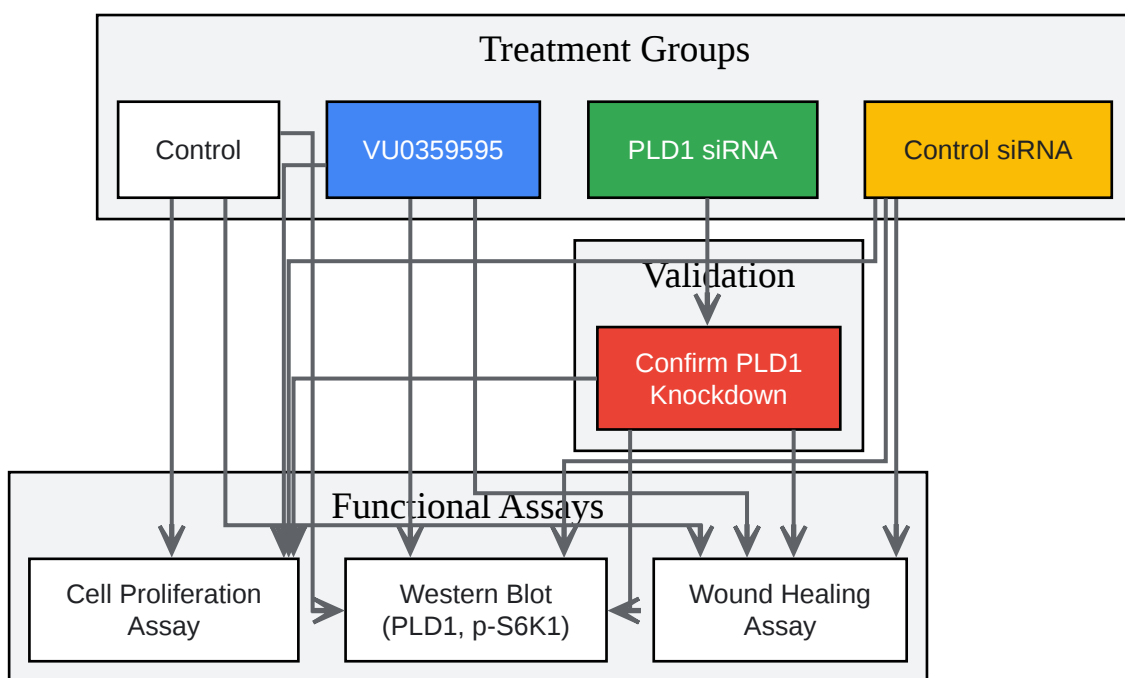 Treatment Groups
Control
VU0359595
PLD1 siRNA
Control siRNA
Validation
Confirm PLD1
Knockdown
Functional Assays
Cell Proliferation
Assay
Western Blot
(PLD1, p-S6K1)
Wound Healing
Assay